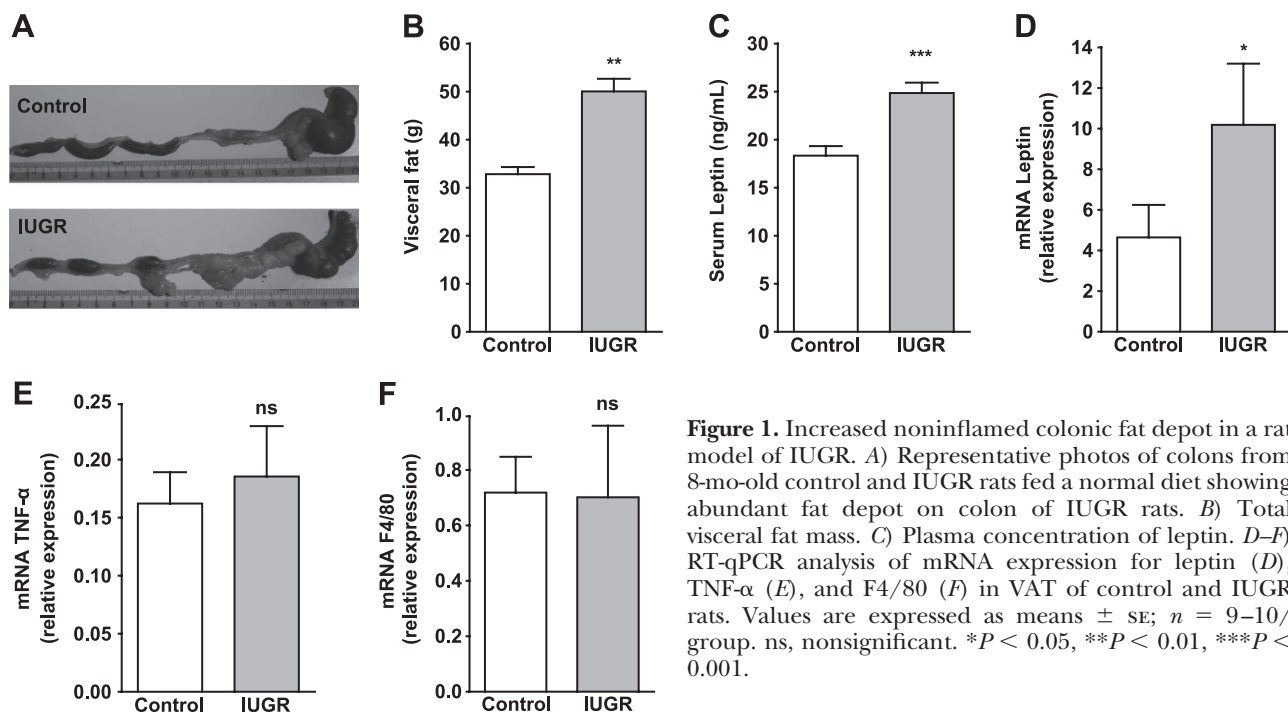 A
Control
IUGR
B
Visceral fat (g)
60
50
40
30
20
10
0
**
Control IUGR
C
Serum Leptin (ng/mL)
30
25
20
15
10
5
0
***
Control IUGR
D
mRNA Leptin
(relative expression)
14
12
10
8
6
4
2
0
*
Control IUGR
E
mRNA TNF-α
(relative expression)
0.25
0.20
0.15
0.10
0.05
0.00
ns
Control IUGR
F
mRNA F4/80
(relative expression)
1.0
0.8
0.6
0.4
0.2
0.0
ns
Control IUGR
Figure 1. Increased noninflamed colonic fat depot in a rat
model of IUGR. A) Representative photos of colons from
8-mo-old control and IUGR rats fed a normal diet showing
abundant fat depot on colon of IUGR rats. B) Total
visceral fat mass. C) Plasma concentration of leptin. D–F)
RT-qPCR analysis of mRNA expression for leptin (D),
TNF-α (E), and F4/80 (F) in VAT of control and IUGR
rats. Values are expressed as means ± SE; n = 9–10/
group. ns, nonsignificant. *P < 0.05, **P < 0.01, ***P <
0.001.